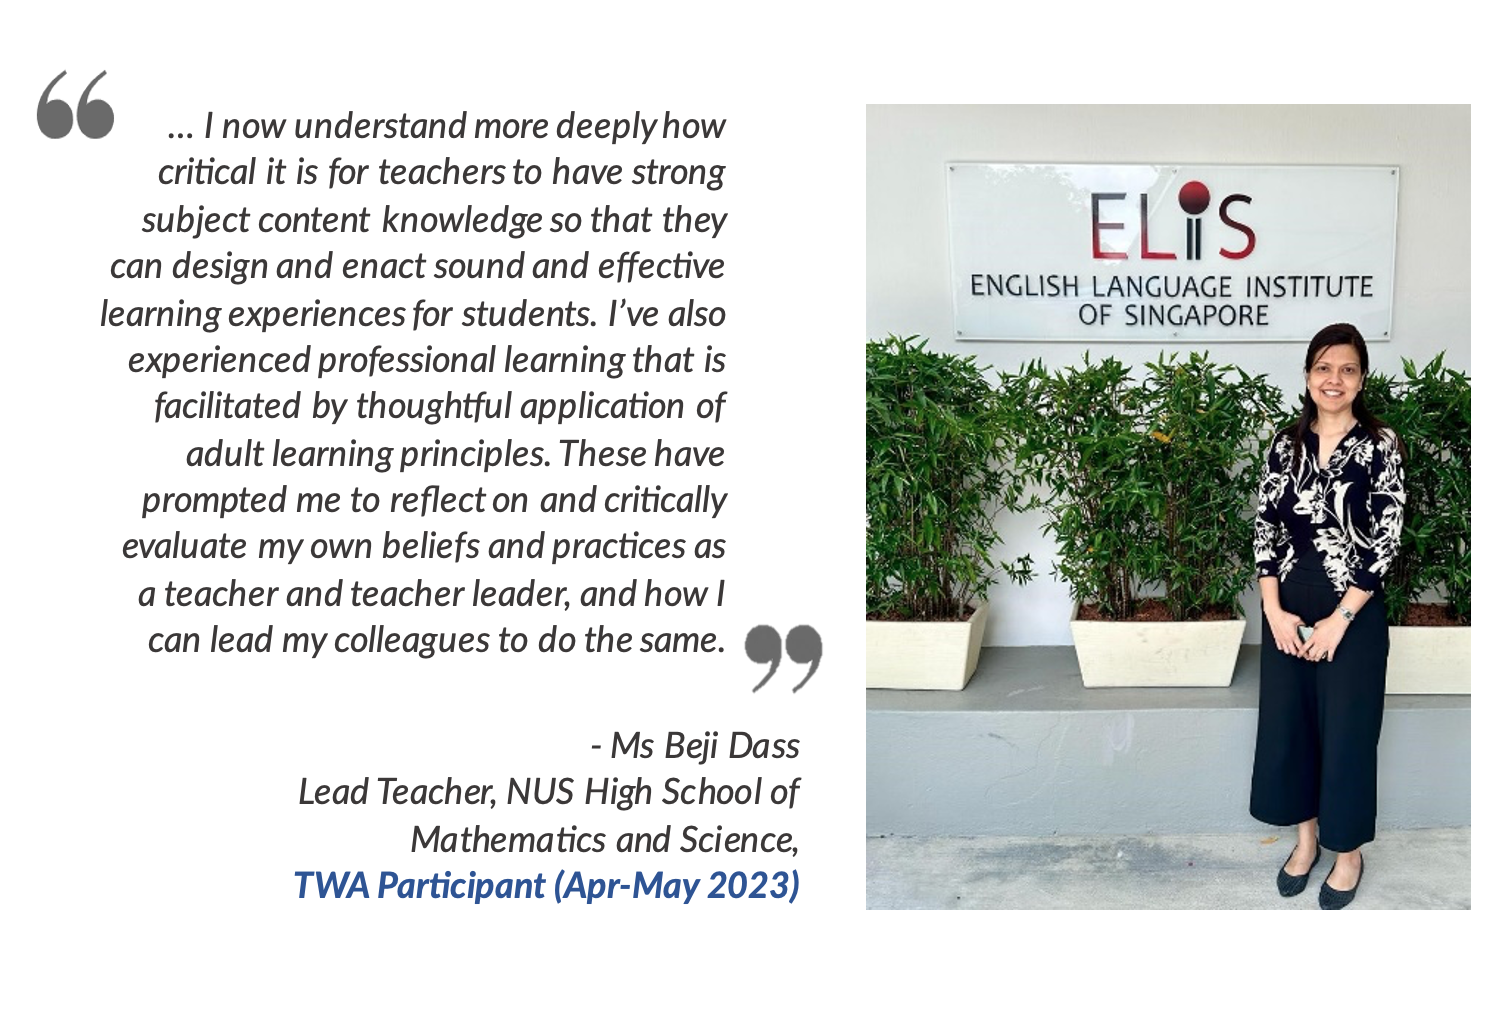 “
... I now understand more deeply how
critical it is for teachers to have strong
subject content knowledge so that they
can design and enact sound and effective
learning experiences for students. I’ve also
experienced professional learning that is
facilitated by thoughtful application of
adult learning principles. These have
prompted me to reflect on and critically
evaluate my own beliefs and practices as
a teacher and teacher leader, and how I
can lead my colleagues to do the same.
”
- Ms Beji Dass
Lead Teacher, NUS High School of
Mathematics and Science,
TWA Participant (Apr-May 2023)
ELiS
ENGLISH LANGUAGE INSTITUTE
OF SINGAPORE